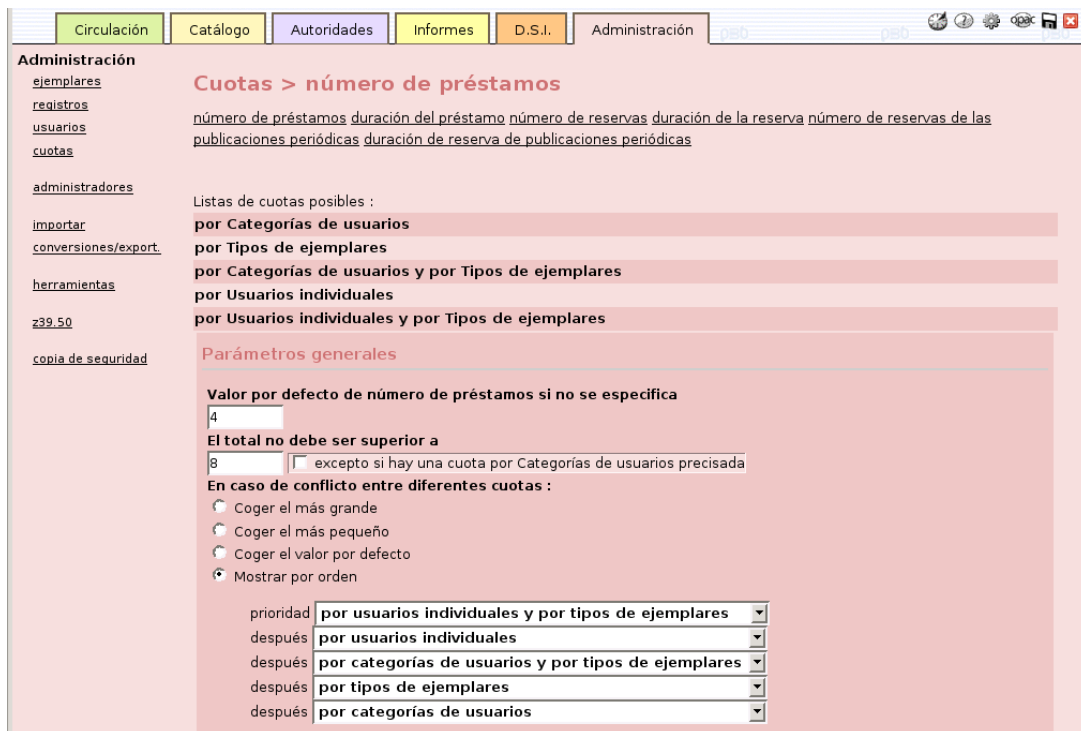 Circulación Catálogo Autoridades Informes D.S.I. Administración
opac
Administración
ejemplares
registros
usuarios
cuotas
administradores
importar
conversiones/export.
herramientas
z39.50
copia de seguridad
Cuotas > número de préstamos
número de préstamos duración del préstamo número de reservas duración de la reserva número de reservas de las
publicaciones periódicas duración de reserva de publicaciones periódicas
Listas de cuotas posibles :
por Categorías de usuarios
por Tipos de ejemplares
por Categorías de usuarios y por Tipos de ejemplares
por Usuarios individuales
por Usuarios individuales y por Tipos de ejemplares
Parámetros generales
Valor por defecto de número de préstamos si no se especifica
4
El total no debe ser superior a
8 excepto si hay una cuota por Categorías de usuarios precisada
En caso de conflicto entre diferentes cuotas :
Coger el más grande
Coger el más pequeño
Coger el valor por defecto
Mostrar por orden
prioridad por usuarios individuales y por tipos de ejemplares
después por usuarios individuales
después por categorías de usuarios y por tipos de ejemplares
después por tipos de ejemplares
después por categorías de usuarios